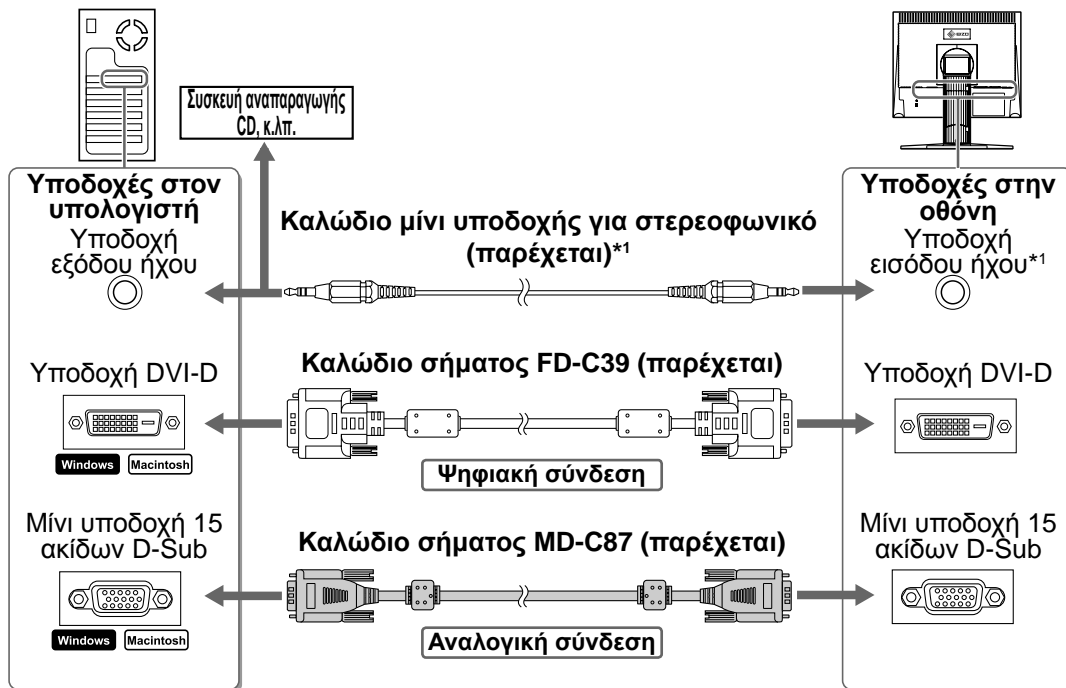 Συσκευή αναπαραγωγής
CD, κ.λπ.
Υποδοχές στον
υπολογιστή
Υποδοχή
εξόδου ήχου
Καλώδιο μίνι υποδοχής για στερεοφωνικό
(παρέχεται)*1
Υποδοχές στην
οθόνη
Υποδοχή
εισόδου ήχου*1
Υποδοχή DVI-D
Windows Macintosh
Καλώδιο σήματος FD-C39 (παρέχεται)
Ψηφιακή σύνδεση
Υποδοχή DVI-D
Μίνι υποδοχή 15
ακίδων D-Sub
Windows Macintosh
Καλώδιο σήματος MD-C87 (παρέχεται)
Αναλογική σύνδεση
Μίνι υποδοχή 15
ακίδων D-Sub